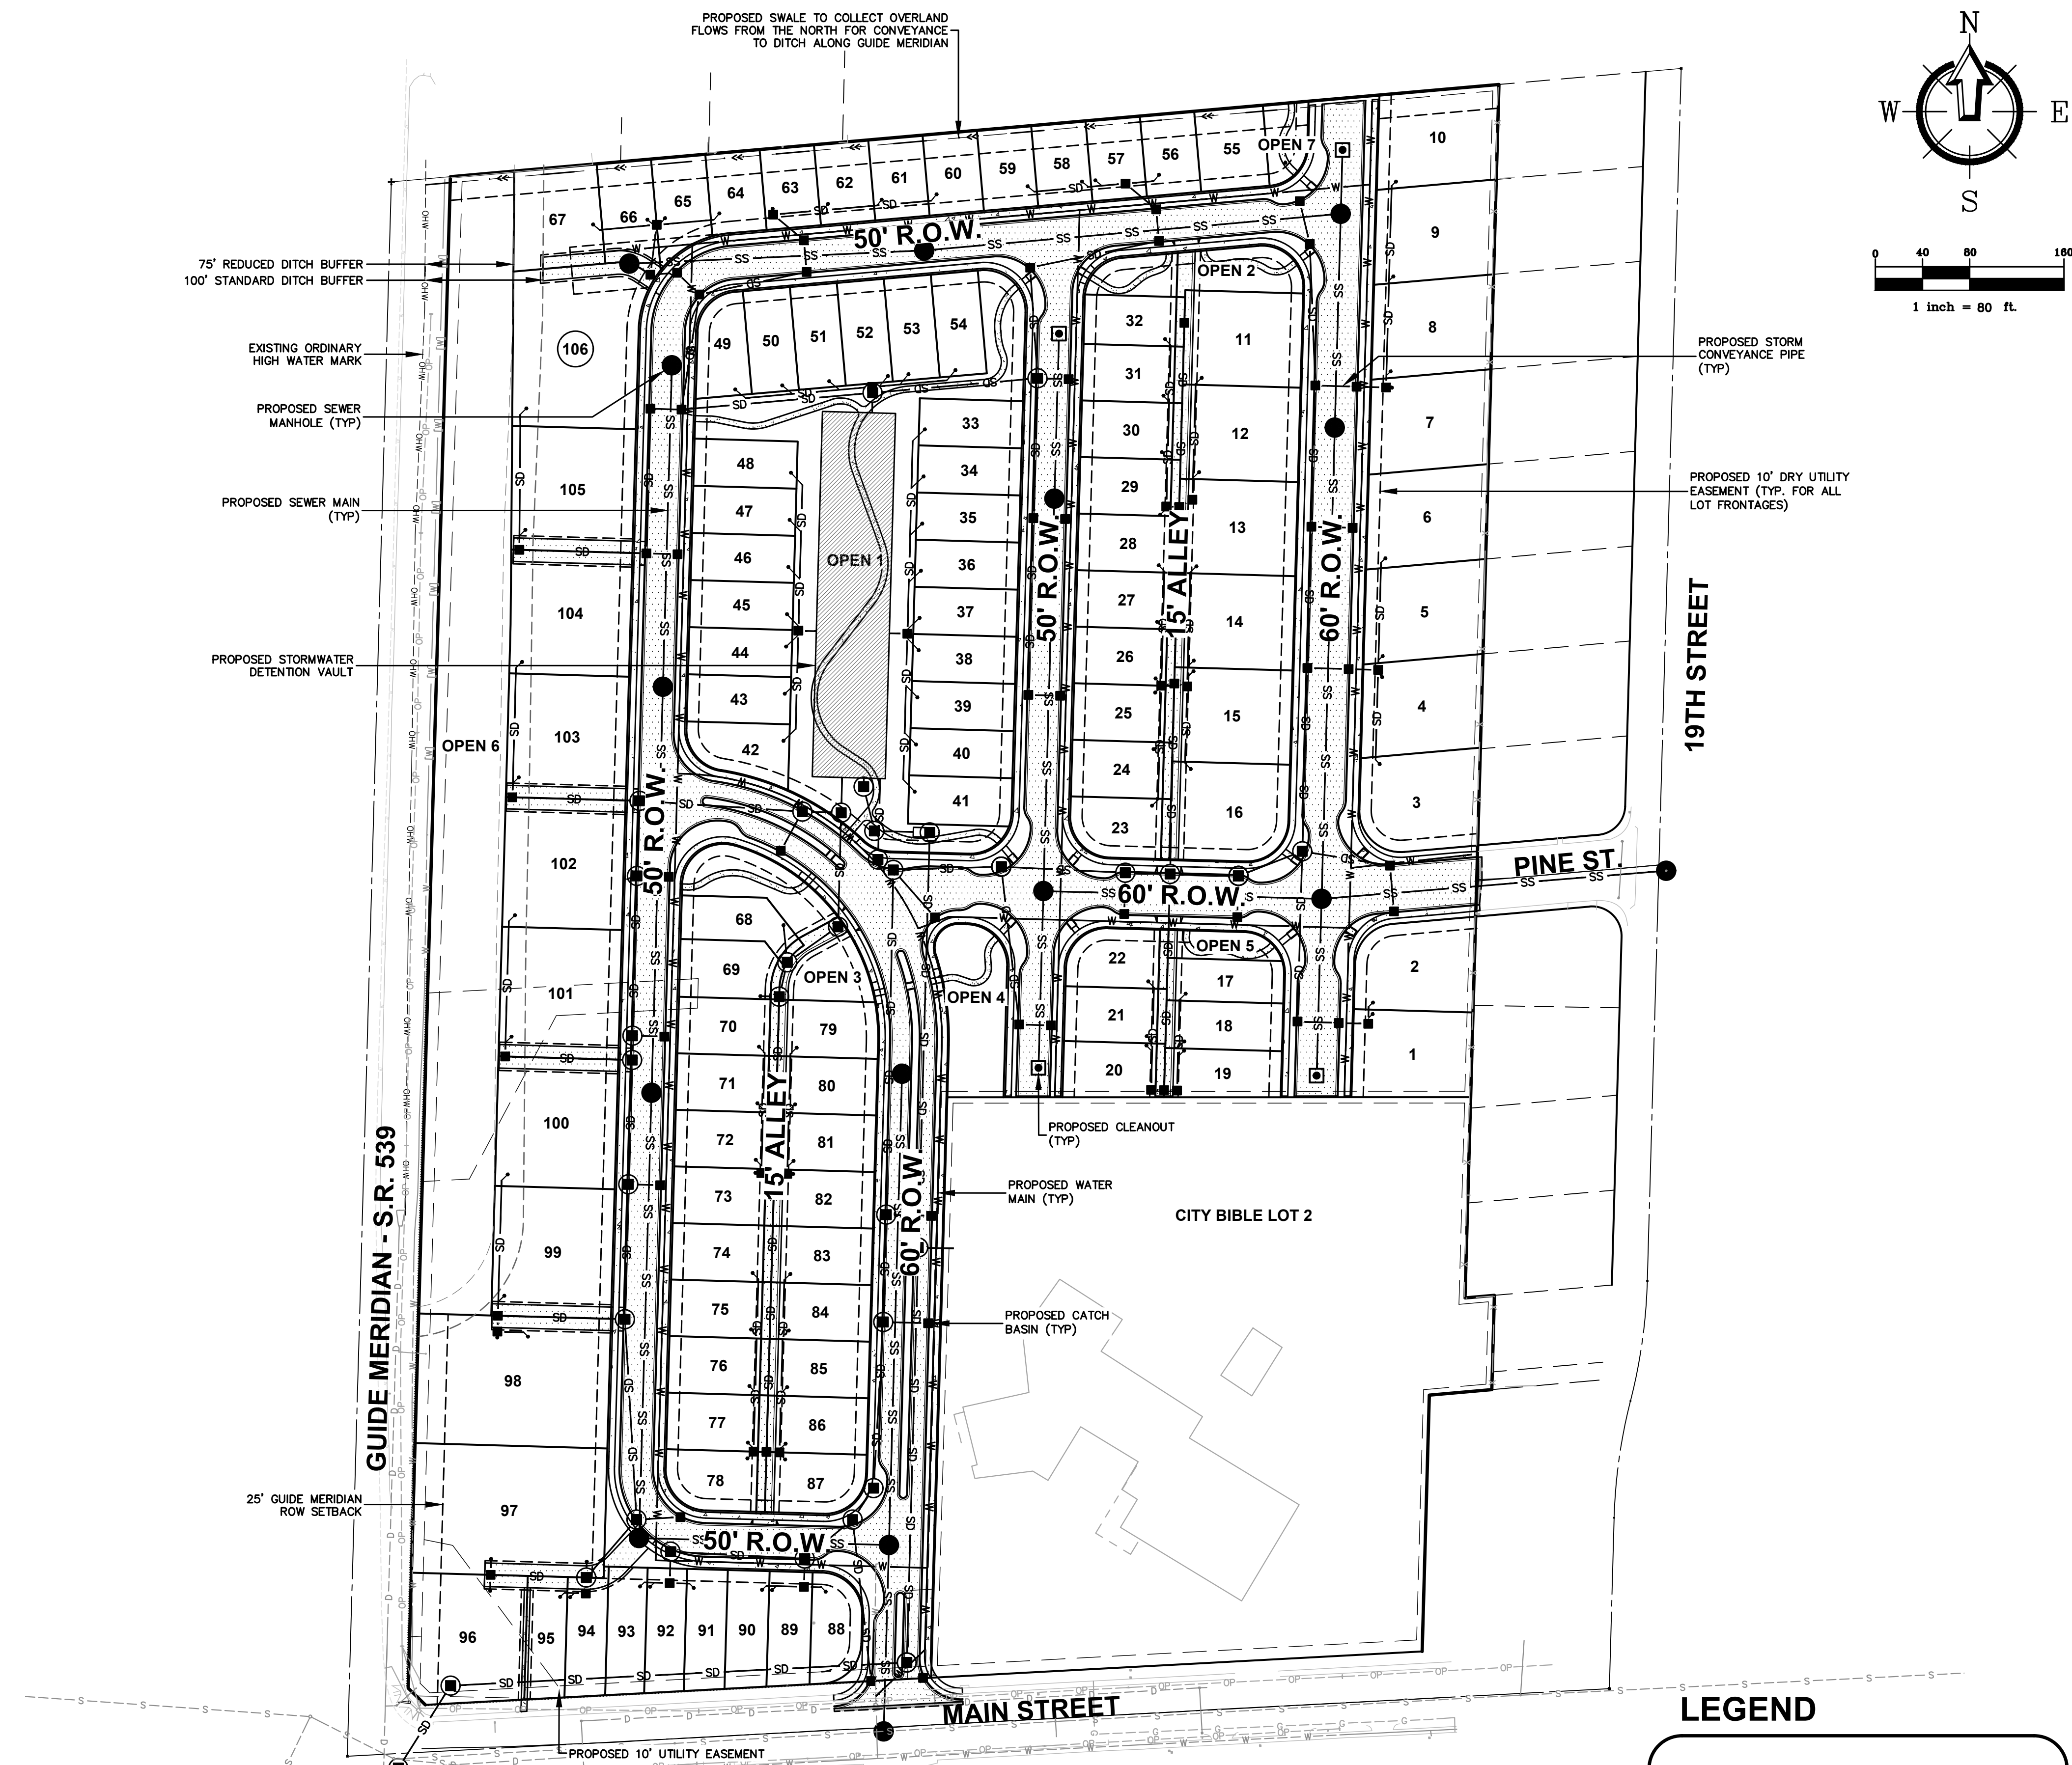 PROPOSED SWALE TO COLLECT OVERLAND
FLOWS FROM THE NORTH FOR CONVEYANCE
TO DITCH ALONG GUIDE MERIDIAN
N
W
E
S
0 40 80 160
1 inch = 80 ft.
75' REDUCED DITCH BUFFER
100' STANDARD DITCH BUFFER
EXISTING ORDINARY
HIGH WATER MARK
PROPOSED SEWER
MANHOLE (TYP)
PROPOSED SEWER MAIN
(TYP)
PROPOSED STORMWATER
DETENTION VAULT
25' GUIDE MERIDIAN
ROW SETBACK
PROPOSED STORM
CONVEYANCE PIPE
(TYP)
PROPOSED 10' DRY UTILITY
EASEMENT (TYP. FOR ALL
LOT FRONTAGES)
PROPOSED CLEANOUT
(TYP)
PROPOSED WATER
MAIN (TYP)
PROPOSED CATCH
BASIN (TYP)
PROPOSED 10' UTILITY EASEMENT
67 66 65 64 63 62 61 60 59 58 57 56 55
OPEN 7
50' R.O.W.
10
9
8
7
6
5
4
3
2
1
106
105
104
103
102
101
100
99
98
97
96
49 50 51 52 53 54
48
47
46
45
44
43
42
OPEN 1
33
34
35
36
37
38
39
40
41
50' R.O.W.
OPEN 2
32
31
30
29
28
27
26
25
24
23
15' ALLEY
11
12
13
14
15
16
60' R.O.W.
19TH STREET
PINE ST.
60' R.O.W.
OPEN 6
50' R.O.W.
68
69
70
71
72
73
74
75
76
77
78
OPEN 3
79
80
81
82
83
84
85
86
87
15' ALLEY
60' R.O.W.
OPEN 4
22
21
20
OPEN 5
17
18
19
CITY BIBLE LOT 2
GUIDE MERIDIAN - S.R. 539
50' R.O.W.
95 94 93 92 91 90 89 88
MAIN STREET
LEGEND